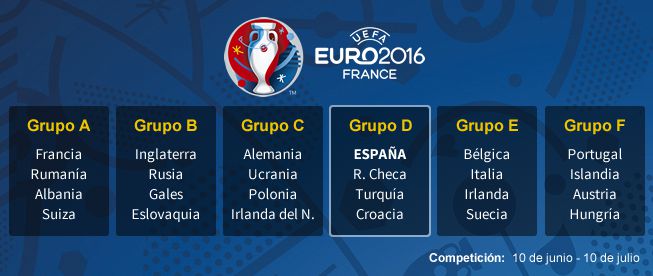 UEFA
EURO2016
FRANCE
TM
Grupo A
Francia
Rumanía
Albania
Suiza
Grupo B
Inglaterra
Rusia
Gales
Eslovaquia
Grupo C
Alemania
Ucrania
Polonia
Irlanda del N.
Grupo D
ESPAÑA
R. Checa
Turquía
Croacia
Grupo E
Bélgica
Italia
Irlanda
Suecia
Grupo F
Portugal
Islandia
Austria
Hungría
Competición: 10 de junio - 10 de julio